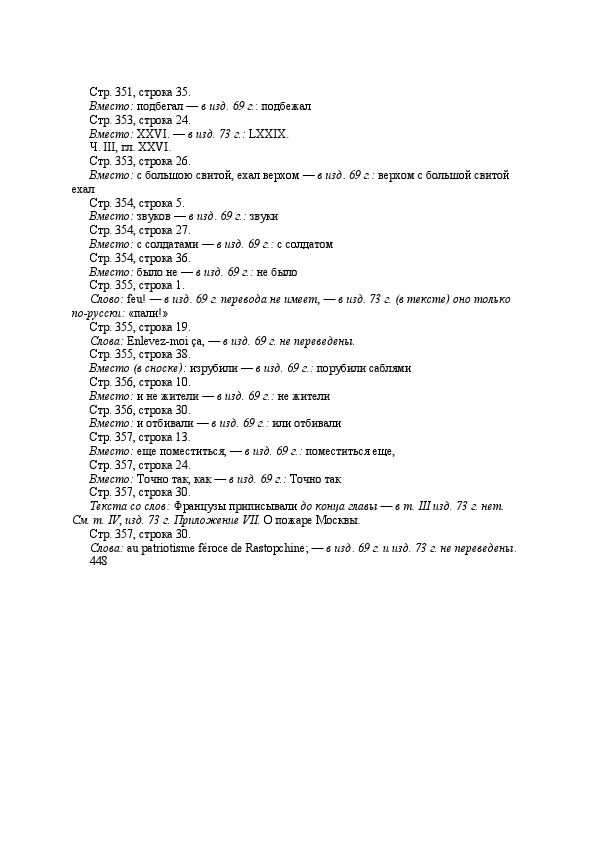 Стр. 351, строка 35.
Вместо: подбегал — в изд. 69 г.: подбежал
Стр. 353, строка 24.
Вместо: XXVI. — в изд. 73 г.: LXXIX.
Ч. III, гл. XXVI.
Стр. 353, строка 26.
Вместо: с большою свитой, ехал верхом — в изд. 69 г.: верхом с большой свитой
ехал
Стр. 354, строка 5.
Вместо: звуков — в изд. 69 г.: звуки
Стр. 354, строка 27.
Вместо: с солдатами — в изд. 69 г.: с солдатом
Стр. 354, строка 36.
Вместо: было не — в изд. 69 г.: не было
Стр. 355, строка 1.
Слово: feu! — в изд. 69 г. перевода не имеет, — в изд. 73 г. (в тексте) оно только
по-русски: «пали!»
Стр. 355, строка 19.
Слова: Enlevez-moi ça, — в изд. 69 г. не переведены.
Стр. 355, строка 38.
Вместо (в сноске): изрубили — в изд. 69 г.: порубили саблями
Стр. 356, строка 10.
Вместо: и не жители — в изд. 69 г.: не жители
Стр. 356, строка 30.
Вместо: и отбивали — в изд. 69 г.: или отбивали
Стр. 357, строка 13.
Вместо: еще поместиться, — в изд. 69 г.: поместиться еще,
Стр. 357, строка 24.
Вместо: Точно так, как — в изд. 69 г.: Точно так
Стр. 357, строка 30.
Текста со слов: Французы приписывали до конца главы — в т. III изд. 73 г. нет.
См. т. IV, изд. 73 г. Приложение VII. О пожаре Москвы.
Стр. 357, строка 30.
Слова: au patriotisme féroce de Rastopchine; — в изд. 69 г. и изд. 73 г. не переведены.
448